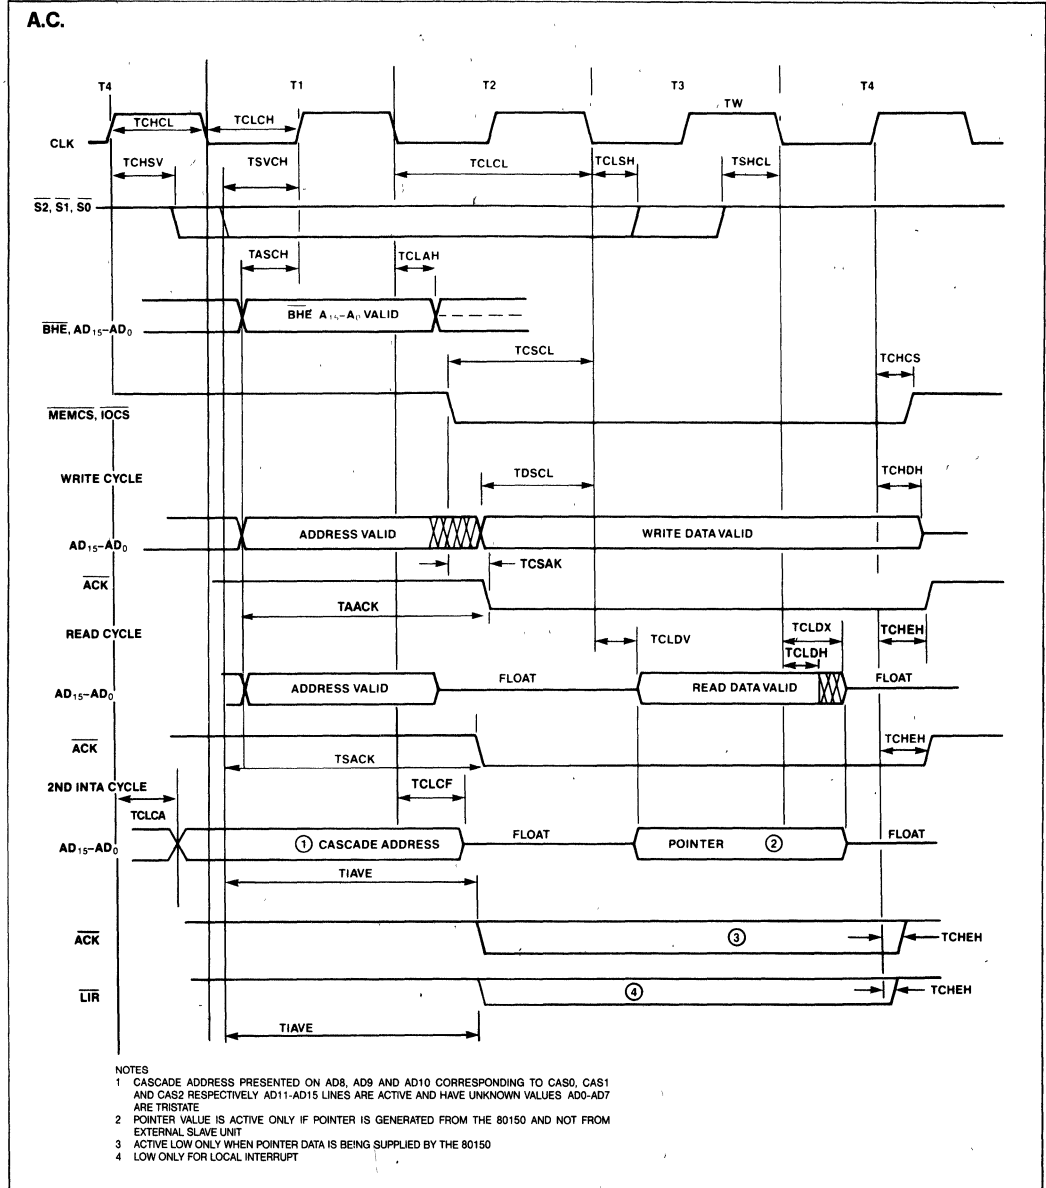 A.C.
T4 T1 T2 T3 T4
TW
TCHCL TCLCH
CLK
TCHSV TSVCH TCLCL TCLSH TSHCL
S2, S1, S0
TASCH TCLAH
BHE A15–A0 VALID
BHE, AD15–AD0
TCSCL TCHCS
MEMCS, IOCS
WRITE CYCLE TDSCL TCHDH
ADDRESS VALID WRITE DATA VALID
AD15–AD0
TCSAK
ACK
TAACK
READ CYCLE TCLDV TCLDX TCHEH
TCLDH
ADDRESS VALID FLOAT READ DATA VALID FLOAT
AD15–AD0
ACK TCHEH
TSACK
2ND INTA CYCLE TCLCF
TCLCA
① CASCADE ADDRESS FLOAT POINTER ② FLOAT
AD15–AD0
TIAVE
ACK ③ TCHEH
LIR ④ TCHEH
TIAVE
NOTES
1 CASCADE ADDRESS PRESENTED ON AD8, AD9 AND AD10 CORRESPONDING TO CAS0, CAS1
AND CAS2 RESPECTIVELY AD11-AD15 LINES ARE ACTIVE AND HAVE UNKNOWN VALUES AD0-AD7
ARE TRISTATE
2 POINTER VALUE IS ACTIVE ONLY IF POINTER IS GENERATED FROM THE 80150 AND NOT FROM
EXTERNAL SLAVE UNIT
3 ACTIVE LOW ONLY WHEN POINTER DATA IS BEING SUPPLIED BY THE 80150
4 LOW ONLY FOR LOCAL INTERRUPT